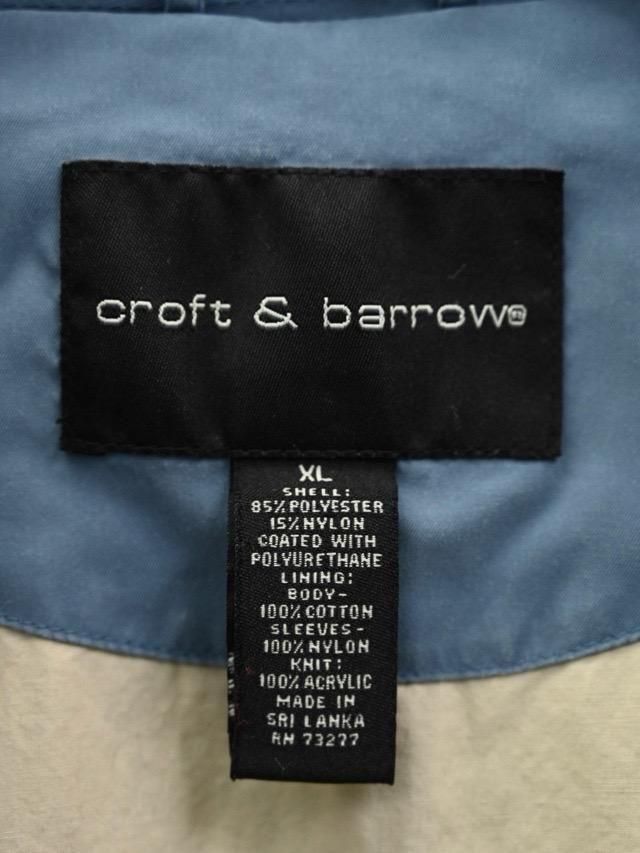 croft & barrow®
XL
SHELL:
85% POLYESTER
15% NYLON
COATED WITH
POLYURETHANE
LINING:
BODY-
100% COTTON
SLEEVES-
100% NYLON
KNIT:
100% ACRYLIC
MADE IN
SRI LANKA
RN 73277